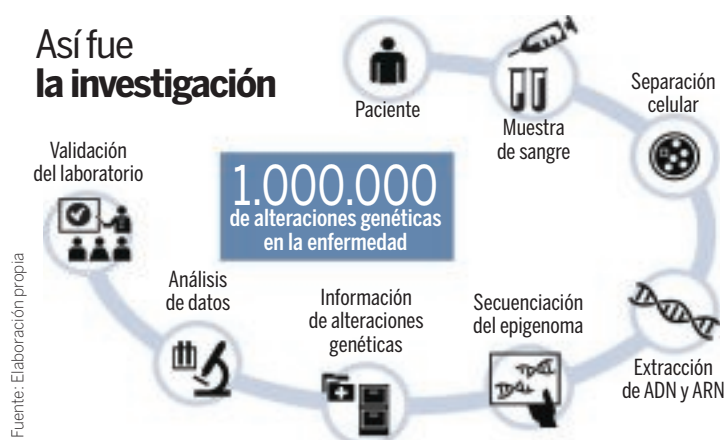 Así fue
la investigación
Paciente
Muestra
de sangre
Separación
celular
Extracción
de ADN y ARN
Secuenciación
del epigenoma
Información
de alteraciones
genéticas
Análisis
de datos
Validación
del laboratorio
1.000.000
de alteraciones genéticas
en la enfermedad
Fuente: Elaboración propia